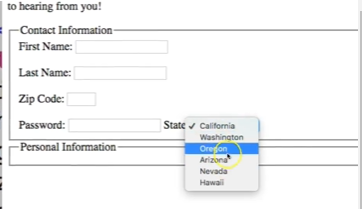 to hearing from you!
Contact Information
First Name:
Last Name:
Zip Code:
Password: State ✓ California
Washington
Oregon
Arizona
Nevada
Hawaii
Personal Information